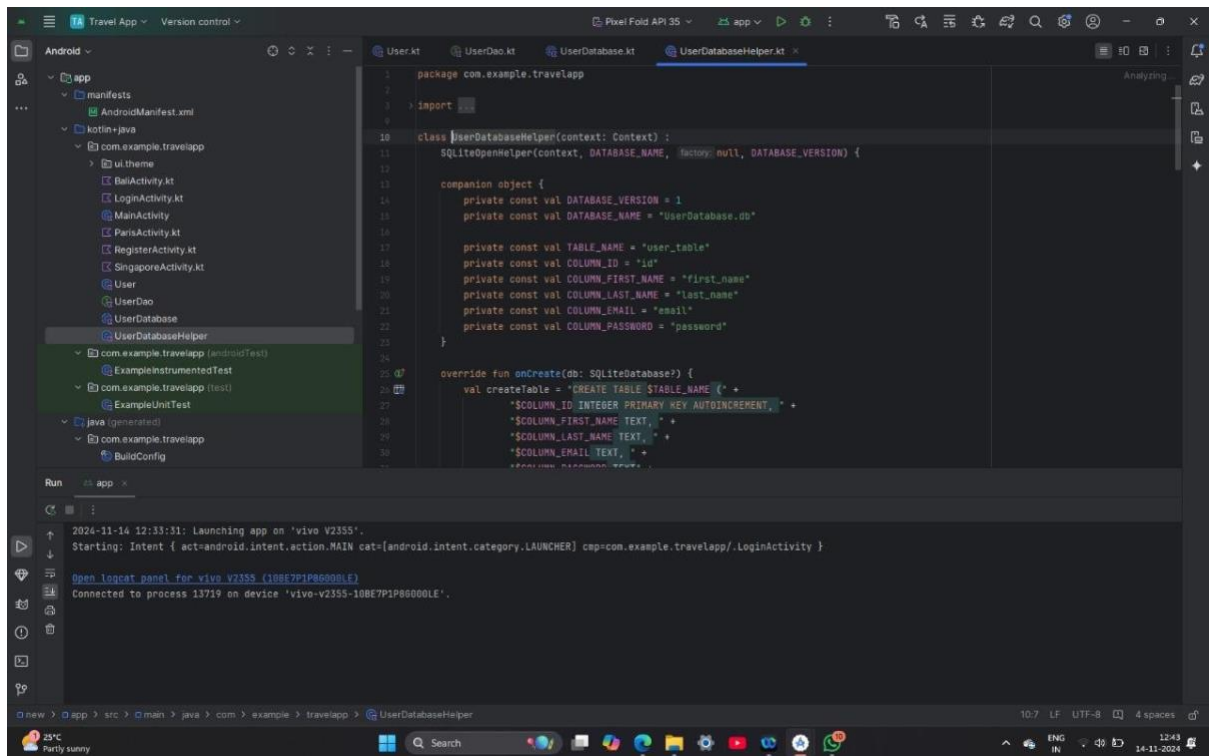 TA Travel App Version control Pixel Fold API 35 app
Android
User.kt UserDao.kt UserDatabase.kt UserDatabaseHelper.kt
app
manifests
AndroidManifest.xml
kotlin+java
com.example.travelapp
ui.theme
BaliActivity.kt
LoginActivity.kt
MainActivity
ParisActivity.kt
RegisterActivity.kt
SingaporeActivity.kt
User
UserDao
UserDatabase
UserDatabaseHelper
com.example.travelapp (androidTest)
ExampleInstrumentedTest
com.example.travelapp (test)
ExampleUnitTest
java (generated)
com.example.travelapp
BuildConfig
Analyzing...
1 package com.example.travelapp
2
3 import ...
10 class UserDatabaseHelper(context: Context) :
11 SQLiteOpenHelper(context, DATABASE_NAME, factory: null, DATABASE_VERSION) {
12
13 companion object {
14 private const val DATABASE_VERSION = 1
15 private const val DATABASE_NAME = "UserDatabase.db"
16
17 private const val TABLE_NAME = "user_table"
18 private const val COLUMN_ID = "id"
19 private const val COLUMN_FIRST_NAME = "first_name"
20 private const val COLUMN_LAST_NAME = "last_name"
21 private const val COLUMN_EMAIL = "email"
22 private const val COLUMN_PASSWORD = "password"
23 }
24
25 override fun onCreate(db: SQLiteDatabase?) {
26 val createTable = "CREATE TABLE $TABLE_NAME (" +
27 "$COLUMN_ID INTEGER PRIMARY KEY AUTOINCREMENT, " +
28 "$COLUMN_FIRST_NAME TEXT, " +
29 "$COLUMN_LAST_NAME TEXT, " +
30 "$COLUMN_EMAIL TEXT, " +
Run app
2024-11-14 12:33:31: Launching app on 'vivo V2355'.
Starting: Intent { act=android.intent.action.MAIN cat=[android.intent.category.LAUNCHER] cmp=com.example.travelapp/.LoginActivity }
Open logcat panel for vivo V2355 (10BE7P1P8G000LE)
Connected to process 13719 on device 'vivo-v2355-10BE7P1P8G000LE'.
new > app > src > main > java > com > example > travelapp > UserDatabaseHelper 10:7 LF UTF-8 4 spaces
25°C
Partly sunny
Search
ENG
IN
12:43
14-11-2024